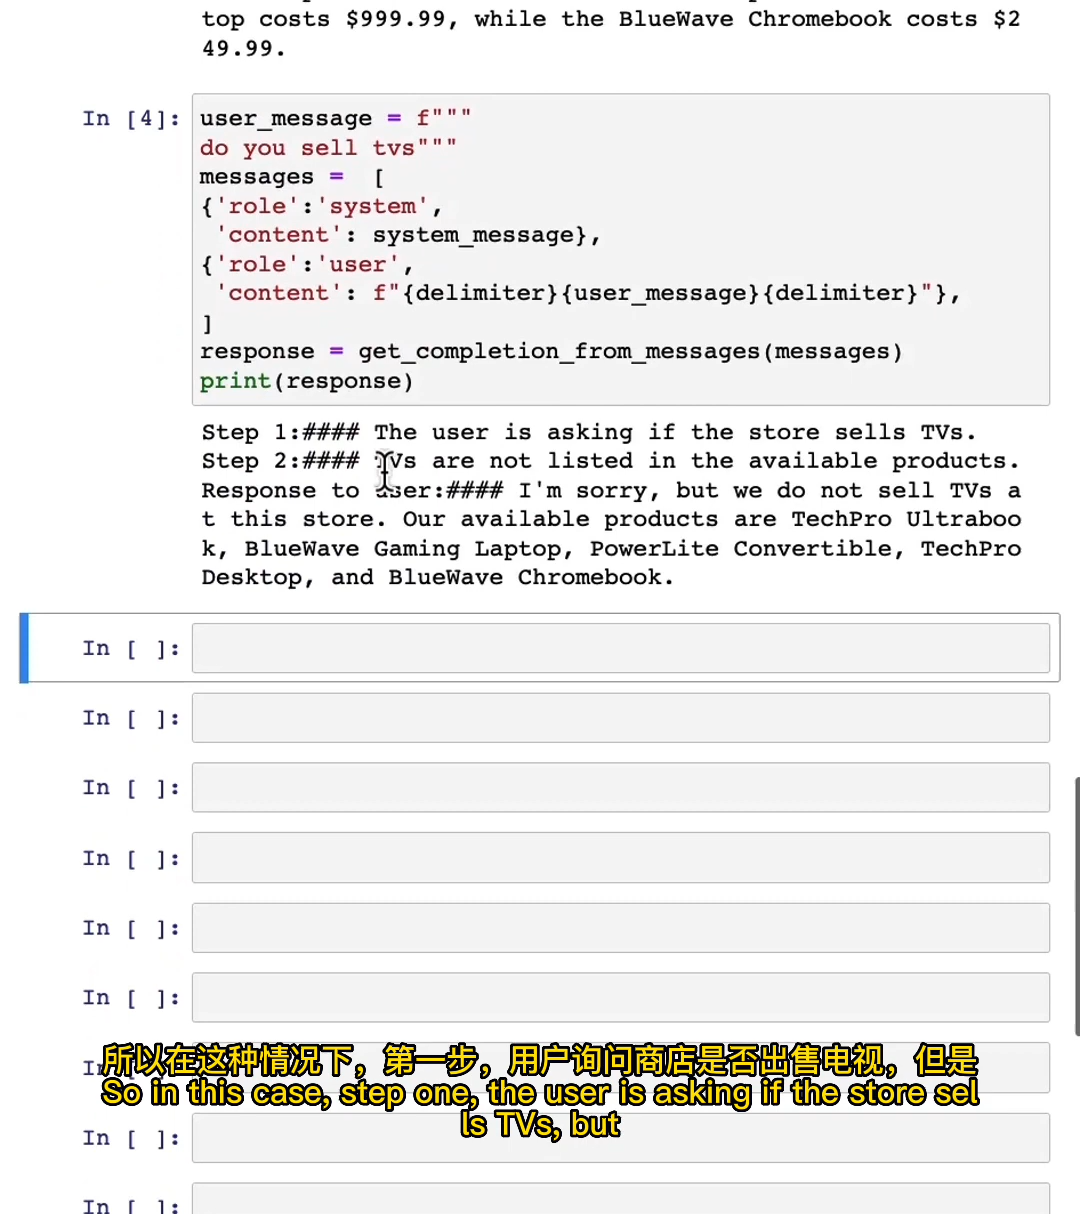 top costs $999.99, while the BlueWave Chromebook costs $2
49.99.
In [4]:
user_message = f"""
do you sell tvs"""
messages =  [
{'role':'system',
 'content': system_message},
{'role':'user',
 'content': f"{delimiter}{user_message}{delimiter}"},
]
response = get_completion_from_messages(messages)
print(response)
Step 1:#### The user is asking if the store sells TVs.
Step 2:#### TVs are not listed in the available products.
Response to user:#### I'm sorry, but we do not sell TVs a
t this store. Our available products are TechPro Ultraboo
k, BlueWave Gaming Laptop, PowerLite Convertible, TechPro
Desktop, and BlueWave Chromebook.
In [ ]:
In [ ]:
In [ ]:
In [ ]:
In [ ]:
In [ ]:
所以在这种情况下，第一步，用户询问商店是否出售电视，但是
So in this case, step one, the user is asking if the store sel
ls TVs, but
In [ ]:
In [ ]: